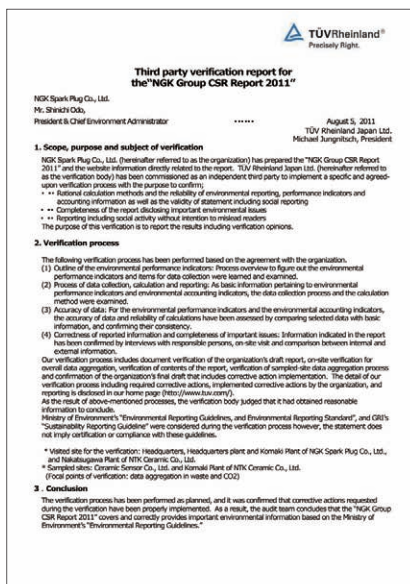 TÜVRheinland®
Precisely Right.
Third party verification report for
the"NGK Group CSR Report 2011"
NGK Spark Plug Co., Ltd.
Mr. Shinichi Odo,
President & Chief Environment Administrator
August 5, 2011
TÜV Rheinland Japan Ltd.
Michael Jungnitsch, President
1. Scope, purpose and subject of verification
NGK Spark Plug Co., Ltd. (hereinafter referred to as the organization) has prepared the "NGK Group CSR Report
2011" and the website information directly related to the report. TÜV Rheinland Japan Ltd. (hereinafter referred to
as the verification body) has been commissioned as an independent third party to implement a specific and agreed-
upon verification process with the purpose to confirm;
Rational calculation methods and the reliability of environmental reporting, performance indicators and
accounting information as well as the validity of statement including social reporting
Completeness of the report disclosing important environmental issues
Reporting including social activity without intention to mislead readers
The purpose of this verification is to report the results including verification opinions.
2. Verification process
The following verification process has been performed based on the agreement with the organization.
(1) Outline of the environmental performance indicators: Process overview to figure out the environmental
performance indicators and items for data collection were learned and examined.
(2) Process of data collection, calculation and reporting: As basic information pertaining to environmental
performance indicators and environmental accounting indicators, the data collection process and the calculation
method were examined.
(3) Accuracy of data: For the environmental performance indicators and the environmental accounting indicators,
the accuracy of data and reliability of calculations have been assessed by comparing selected data with basic
information, and confirming their consistency.
(4) Correctness of reported information and completeness of important issues: Information indicated in the report
has been confirmed by interviews with responsible persons, on-site visit and comparison between internal and
external information.
Our verification process includes document verification of the organization's draft report, on-site verification for
overall data aggregation, verification of contents of the report, verification of sampled-site data aggregation process
and confirmation of the organization's final draft that includes corrective action implementation. The detail of our
verification process including required corrective actions, implemented corrective actions by the organization, and
reporting is disclosed in our home page (http://www.tuv.com/).
As the result of above-mentioned processes, the verification body judged that it had obtained reasonable
information to conclude.
Ministry of Environment's "Environmental Reporting Guidelines, and Environmental Reporting Standard", and GRI's
"Sustainability Reporting Guideline" were considered during the verification process however, the statement does
not imply certification or compliance with these guidelines.
* Visited site for the verification: Headquarters, Headquarters plant and Komaki Plant of NGK Spark Plug Co., Ltd.,
and Nakatsugawa Plant of NTK Ceramic Co., Ltd.
* Sampled sites: Ceramic Sensor Co., Ltd. and Komaki Plant of NTK Ceramic Co., Ltd.
(Focal points of verification: data aggregation in waste and CO2)
3 . Conclusion
The verification process has been performed as planned, and it was confirmed that corrective actions requested
during the verification have been properly implemented. As a result, the audit team concludes that the "NGK Group
CSR Report 2011" covers and correctly provides important environmental information based on the Ministry of
Environment's "Environmental Reporting Guidelines."